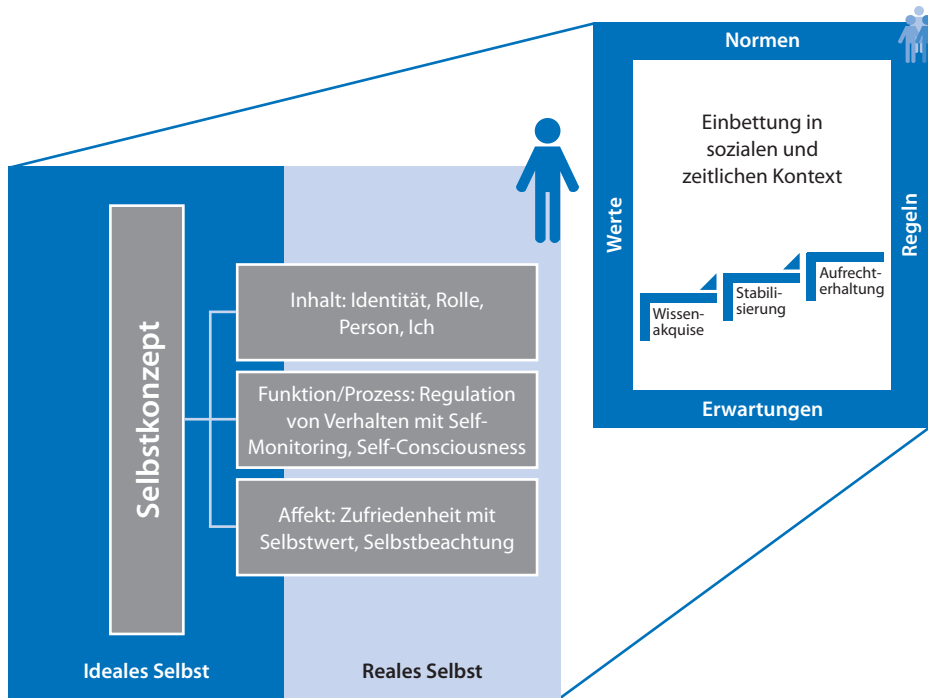 Selbstkonzept
Inhalt: Identität, Rolle,
Person, Ich
Funktion/Prozess: Regulation
von Verhalten mit Self-
Monitoring, Self-Consciousness
Affekt: Zufriedenheit mit
Selbstwert, Selbstbeachtung
Ideales Selbst
Reales Selbst
Normen
Werte
Einbettung in
sozialen und
zeitlichen Kontext
Wissen-
akquise
Stabili-
sierung
Aufrecht-
erhaltung
Regeln
Erwartungen